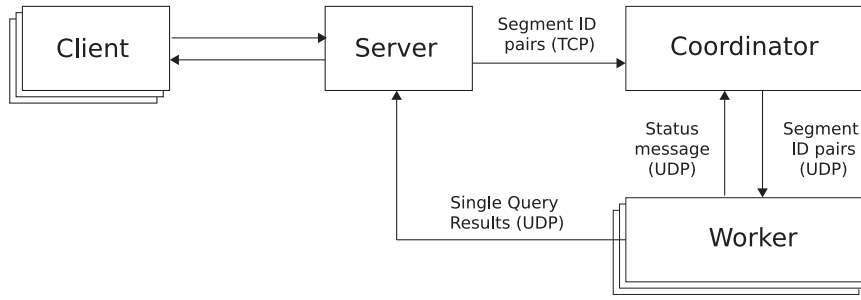 Client
Server
Segment ID
pairs (TCP)
Coordinator
Status
message
(UDP)
Segment
ID pairs
(UDP)
Single Query
Results (UDP)
Worker